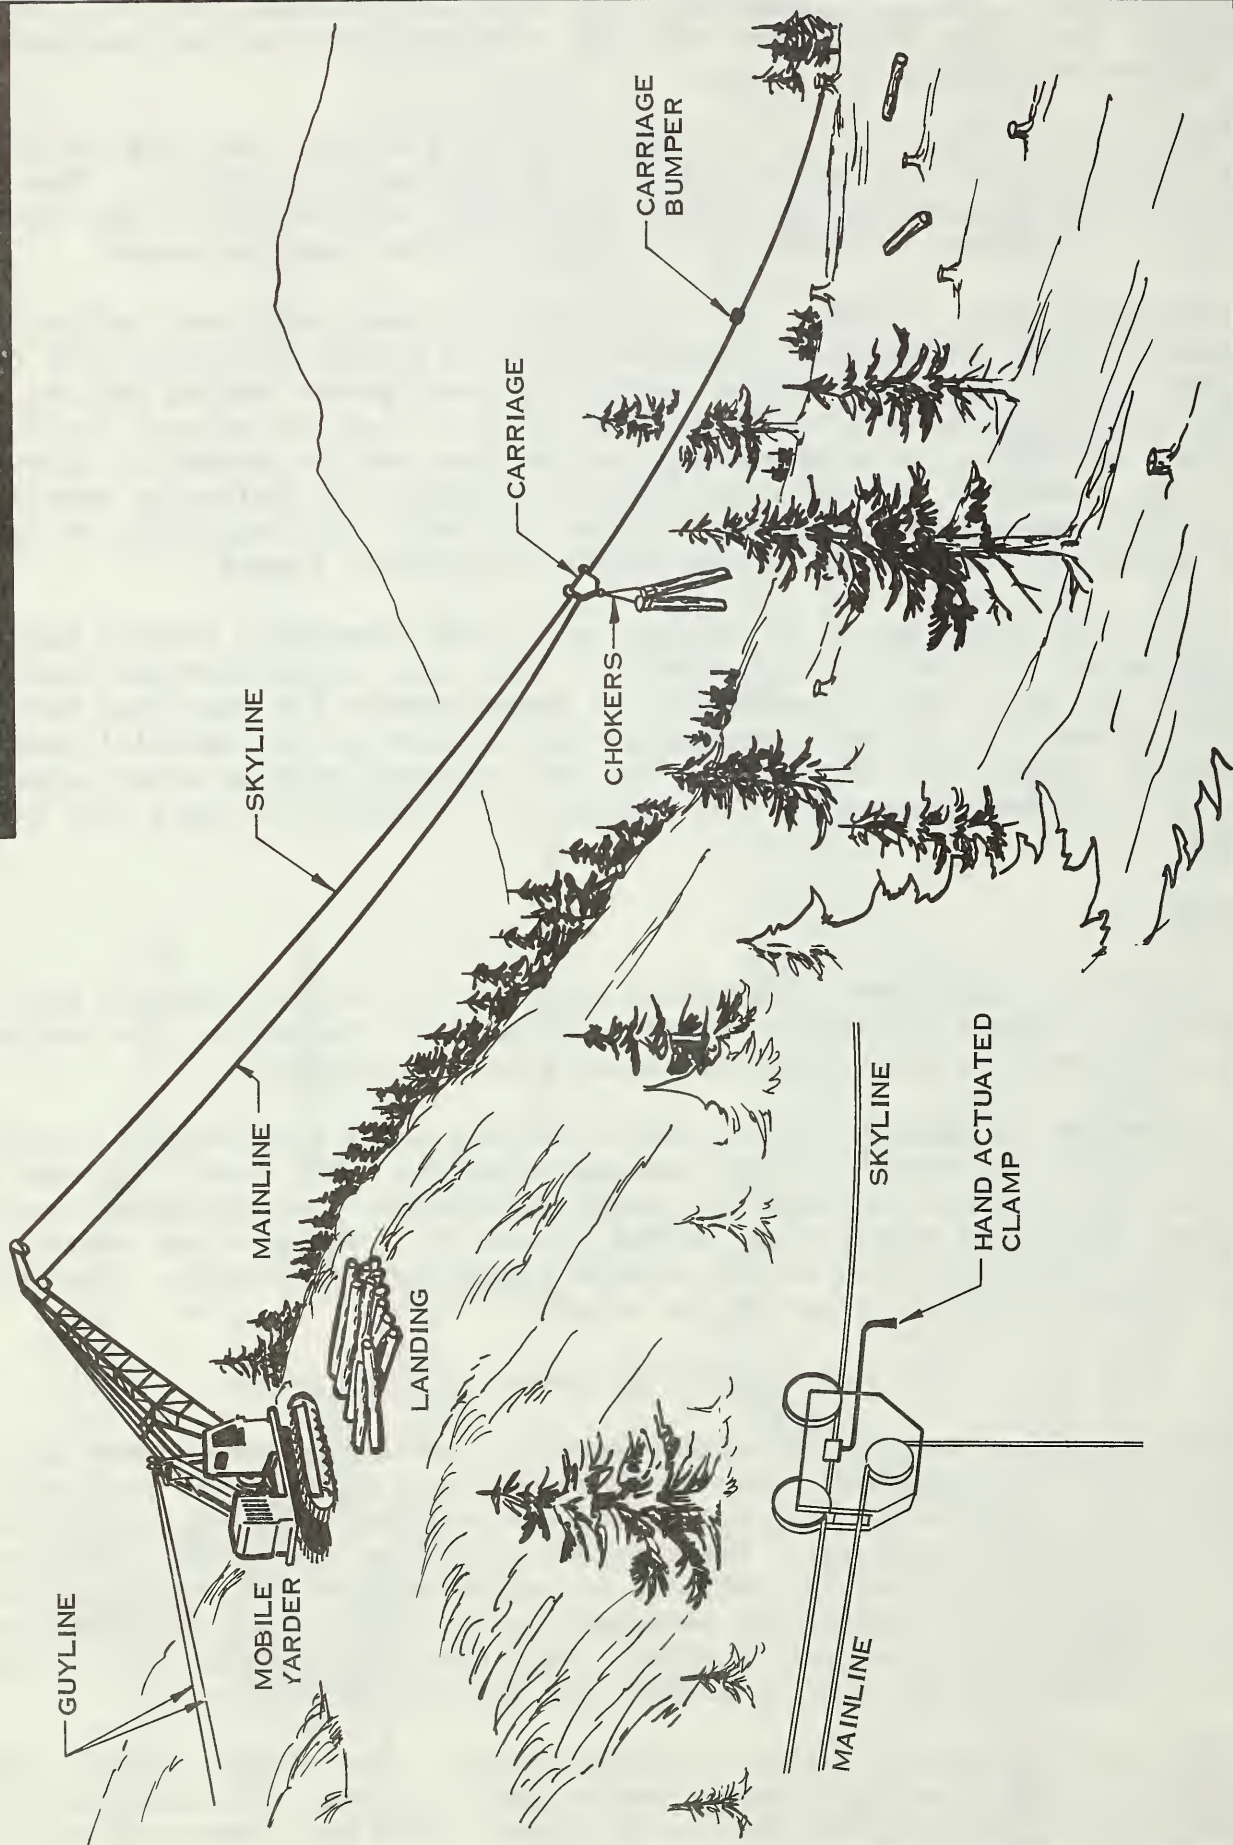 GUYLINE
MOBILE
YARDER
SKYLINE
MAINLINE
LANDING
CARRIAGE
CHOKERS
CARRIAGE
BUMPER
MAINLINE
SKYLINE
HAND ACTUATED
CLAMP